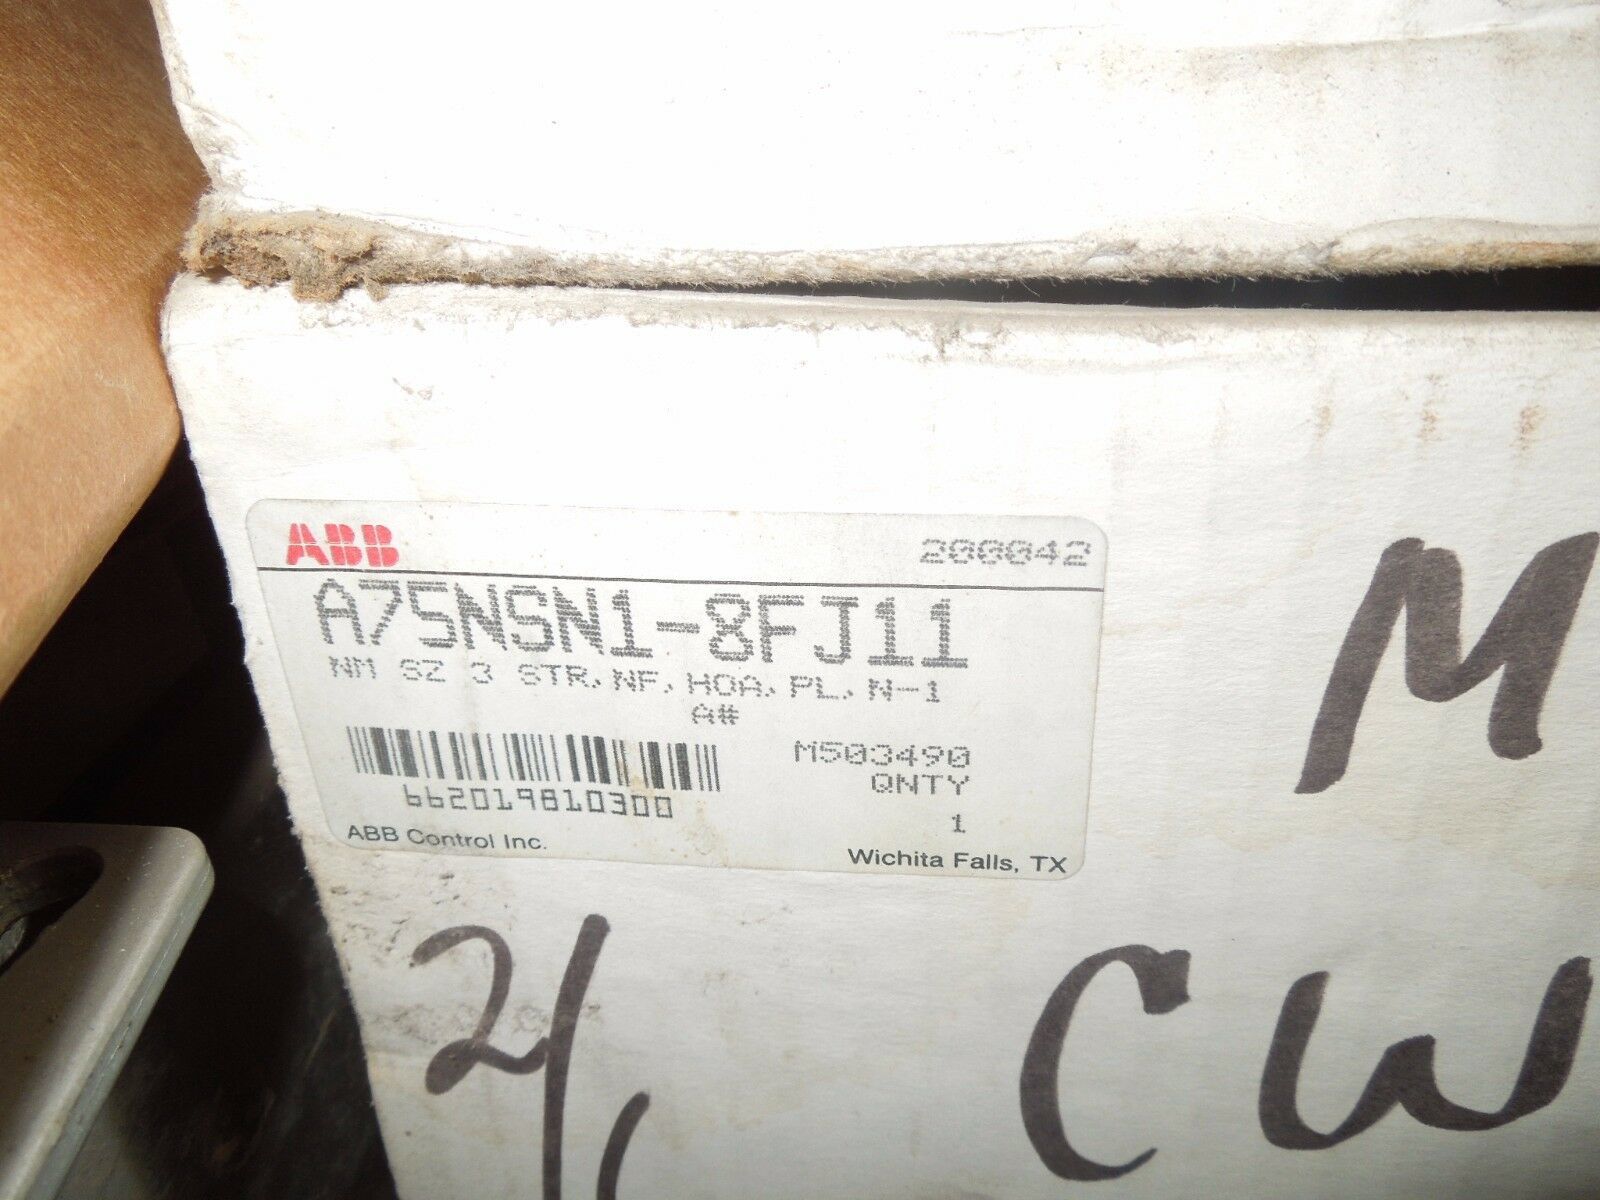 ABB 200042
A75NSN1-8FJ11
NM SZ 3 STR, NF, HOA, PL, N-1
A#
M503490
QNTY
662019810300
1
ABB Control Inc. Wichita Falls, TX
M
2/
CW